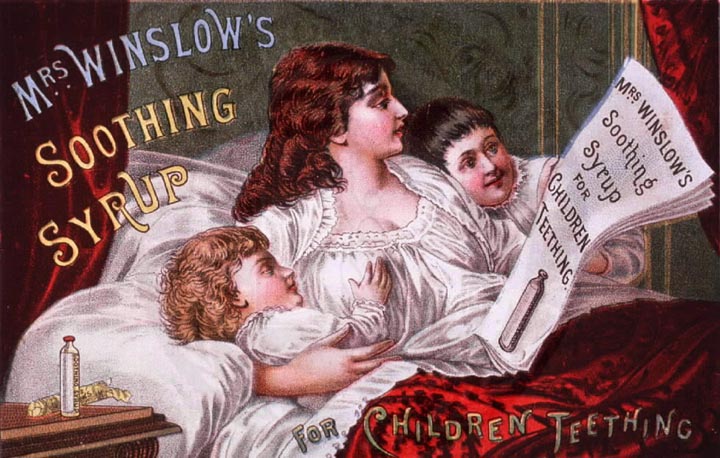 MRS. WINSLOW'S
SOOTHING
SYRUP
MRS WINSLOW'S
Soothing
Syrup
FOR
CHILDREN
TEETHING
FOR CHILDREN TEETHING